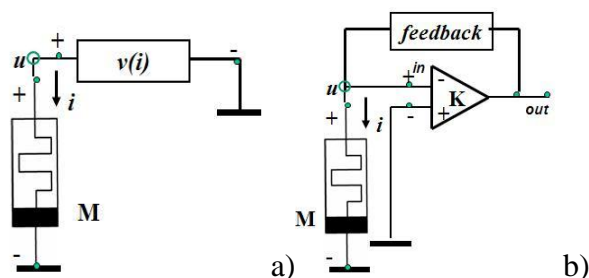 u + v(i) -
+ i
M
-
a)
feedback
u +in - K
+ i - + out
M
-
b)